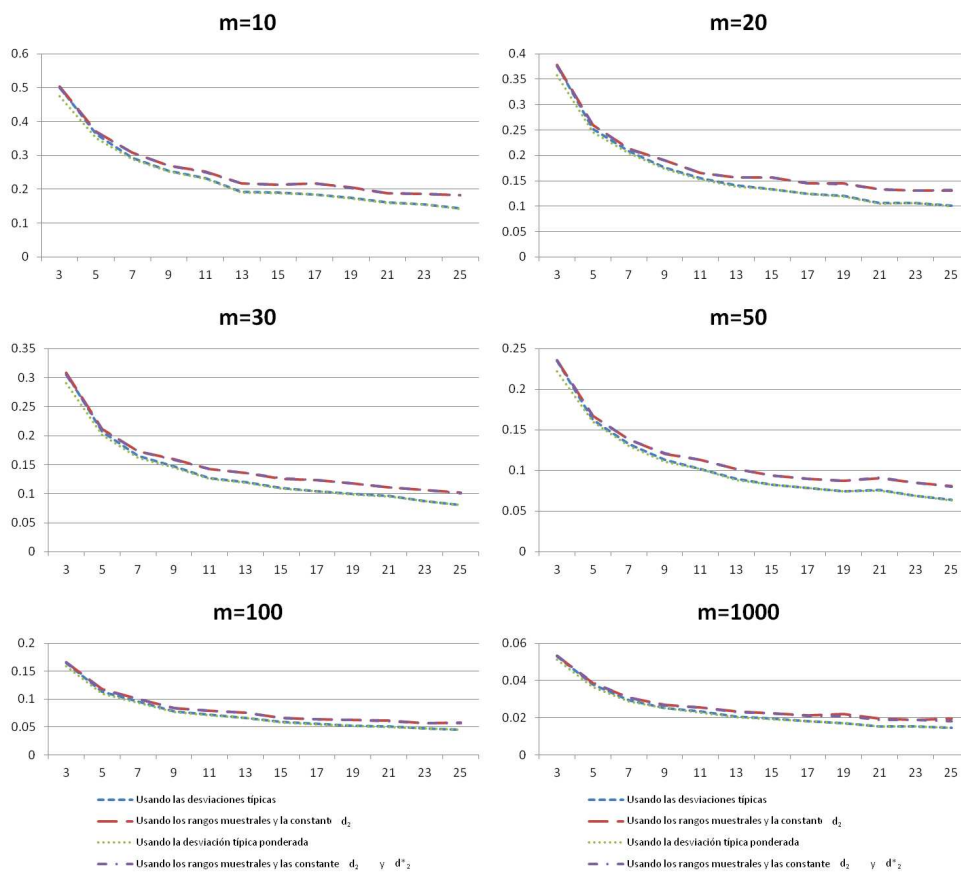 m=10
0.6
0.5
0.4
0.3
0.2
0.1
0
3 5 7 9 11 13 15 17 19 21 23 25
m=20
0.4
0.35
0.3
0.25
0.2
0.15
0.1
0.05
0
3 5 7 9 11 13 15 17 19 21 23 25
m=30
0.35
0.3
0.25
0.2
0.15
0.1
0.05
0
3 5 7 9 11 13 15 17 19 21 23 25
m=50
0.25
0.2
0.15
0.1
0.05
0
3 5 7 9 11 13 15 17 19 21 23 25
m=100
0.2
0.15
0.1
0.05
0
3 5 7 9 11 13 15 17 19 21 23 25
m=1000
0.06
0.04
0.02
0
3 5 7 9 11 13 15 17 19 21 23 25
Usando las desviaciones típicas
Usando los rangos muestrales y la constante d₂
Usando la desviación típica ponderada
Usando los rangos muestrales y las constante d₂ y d*₂
Usando las desviaciones típicas
Usando los rangos muestrales y la constante d₂
Usando la desviación típica ponderada
Usando los rangos muestrales y las constante d₂ y d*₂